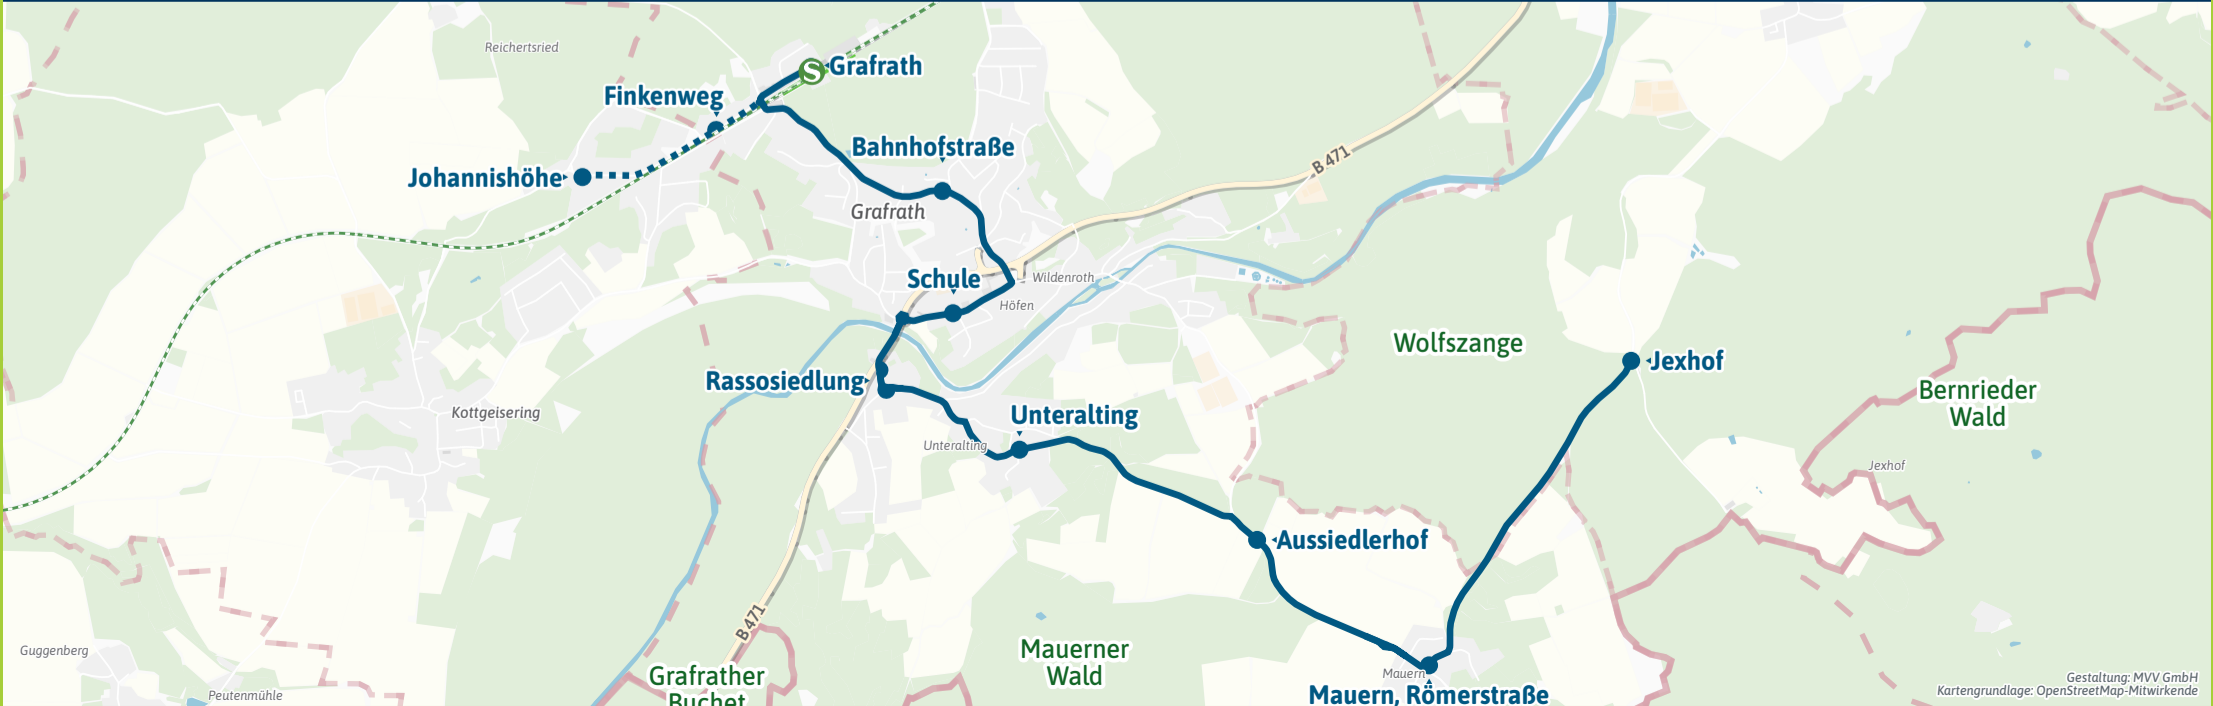 Reichertsried
S
Grafrath
Finkenweg
Bahnhofstraße
B 471
Johannishöhe
Grafrath
Schule
Wildenroth
Höfen
Wolfszange
Jexhof
Rassosiedlung
Bernrieder
Wald
Kottgeisering
Unteralting
Unteralting
Jexhof
Aussiedlerhof
B 471
Guggenberg
Mauerner
Wald
Grafrather
Buchet
Mauern
Peutenmühle
Mauern, Römerstraße
Gestaltung: MVV GmbH
Kartengrundlage: OpenStreetMap-Mitwirkende